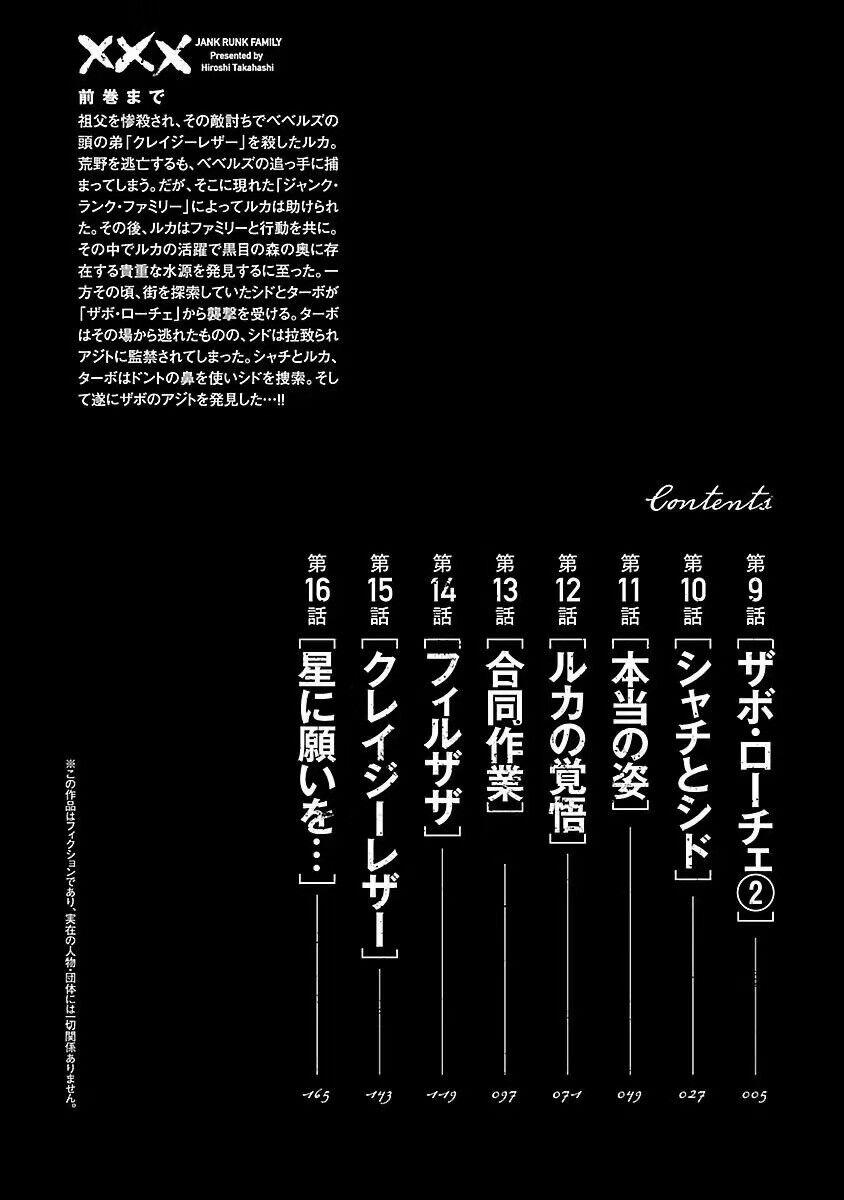 XXX
JANK RUNK FAMILY
Presented by
Hiroshi Takahashi
前巻まで
祖父を惨殺され、その敵討ちでベベルズの
頭の弟「クレイジーレザー」を殺したルカ。
荒野を逃亡するも、ベベルズの追っ手に捕
まってしまう。だが、そこに現れた「ジャンク・
ランク・ファミリー」によってルカは助けられ
た。その後、ルカはファミリーと行動を共に。
その中でルカの活躍で黒目の森の奥に存
在する貴重な水源を発見するに至った。一
方その頃、街を探索していたシドとターボが
「ザボ・ローチェ」から襲撃を受ける。ターボ
はその場から逃れたものの、シドは拉致られ
アジトに監禁されてしまった。シャチとルカ、
ターボはドントの鼻を使いシドを捜索。そし
て遂にザボのアジトを発見した…!!
Contents
第9話 [ザボ・ローチェ②] 005
第10話 [シャチとシド] 027
第11話 [本当の姿] 049
第12話 [ルカの覚悟] 071
第13話 [合同作業] 097
第14話 [フィルザザ] 119
第15話 [クレイジーレザー] 143
第16話 [星に願いを…] 165
※この作品はフィクションであり、実在の人物・団体には一切関係ありません。